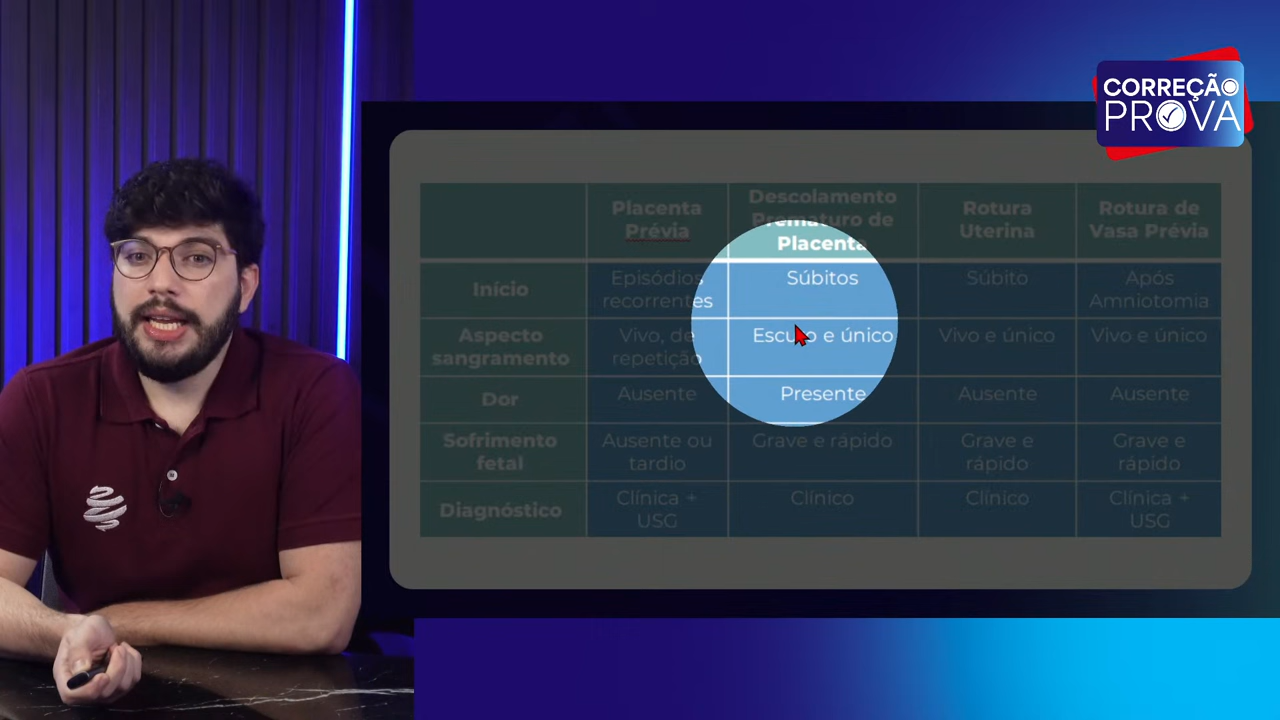 CORREÇÃO
PROVA
Placenta
Prévia
Descolamento
Prematuro de
Placenta
Rotura
Uterina
Rotura de
Vasa Prévia
Início
Episódios
recorrentes
Súbitos
Súbito
Após
Amniotomia
Aspecto
sangramento
Vivo, de
repetição
Escuro e único
Vivo e único
Vivo e único
Dor
Ausente
Presente
Ausente
Ausente
Sofrimento
fetal
Ausente ou
tardio
Grave e rápido
Grave e
rápido
Grave e
rápido
Diagnóstico
Clínica +
USG
Clínico
Clínico
Clínica +
USG